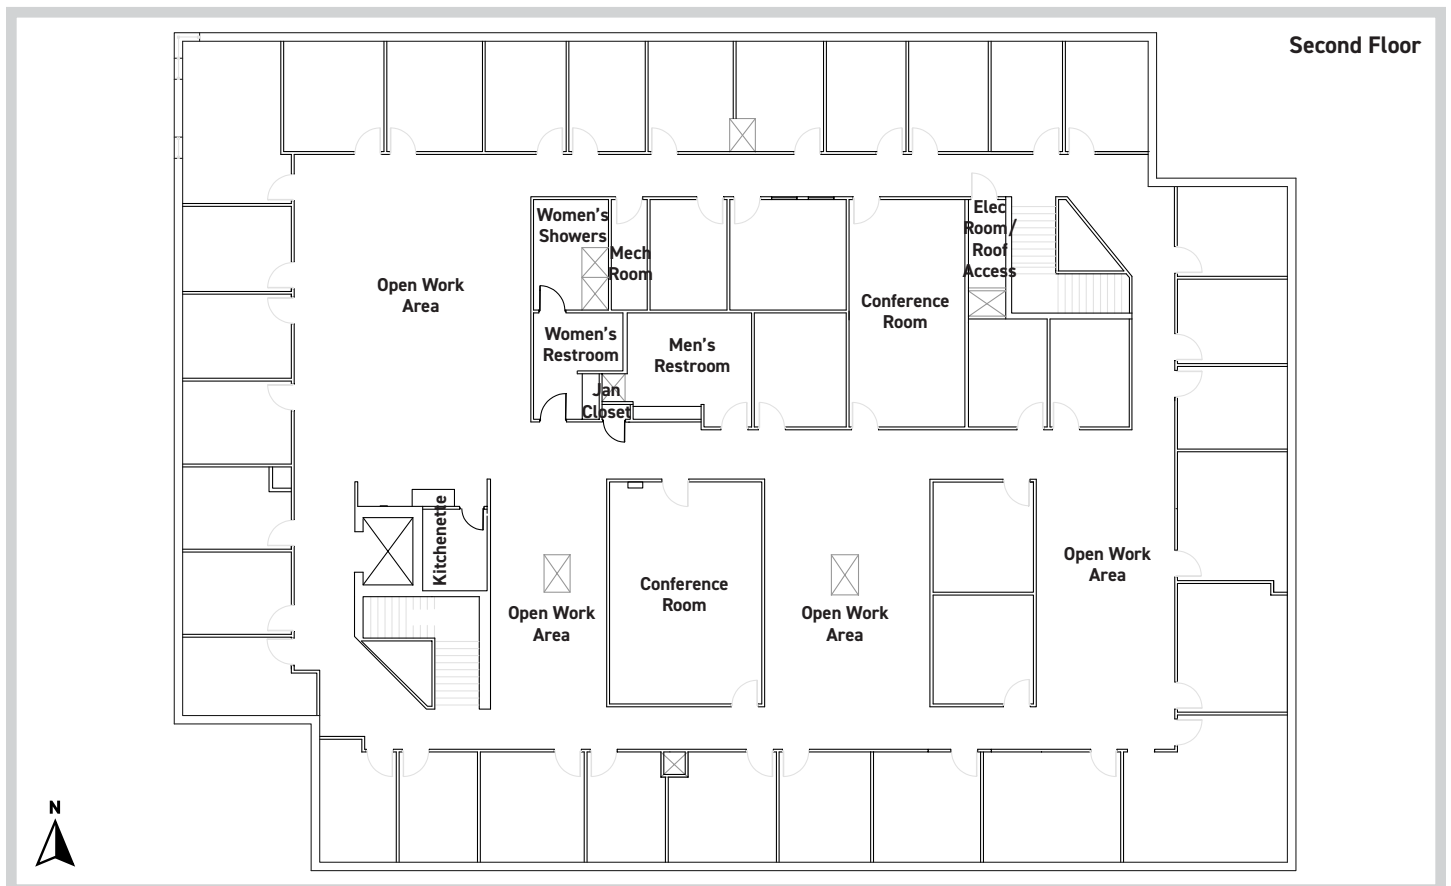 Second Floor
Women's
Showers
Mech
Room
Elec
Room/
Roof
Access
Open Work
Area
Conference
Room
Women's
Restroom
Men's
Restroom
Jan
Closet
Kitchenette
Open Work
Area
Conference
Room
Open Work
Area
Open Work
Area
N